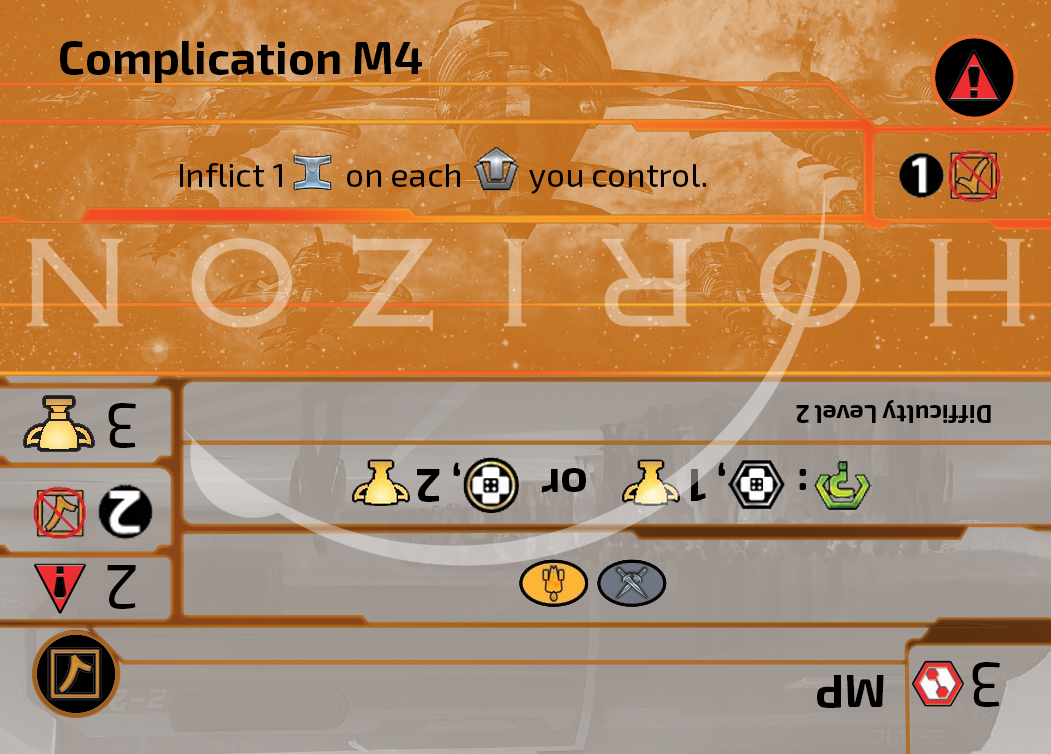 Complication M4
Inflict 1 on each you control.
1
HORIZON
3 MP
2
: , 1 or , 2
2
Difficulty Level 2
3